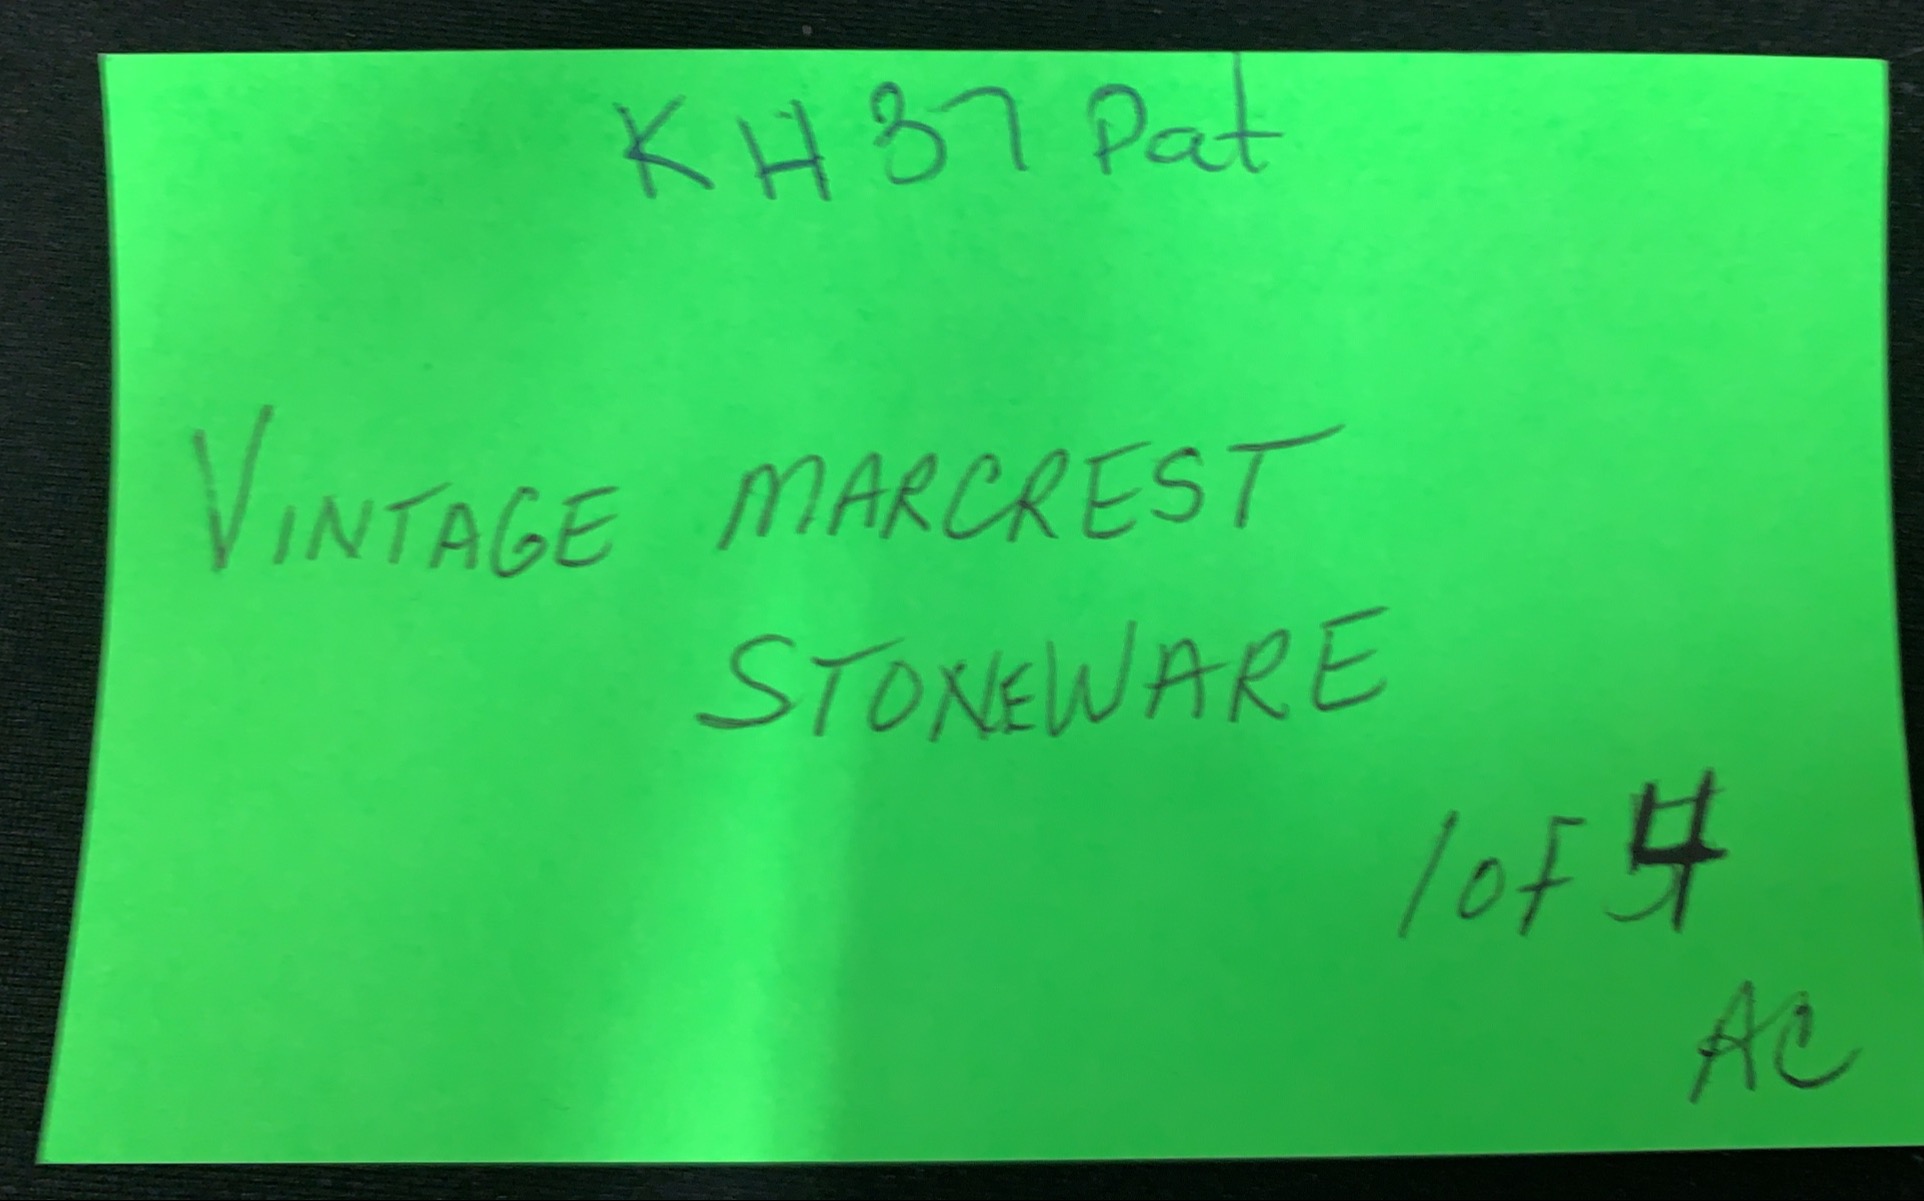 KH37 Pat
VINTAGE MARCREST
STONEWARE
1 OF 4
AC